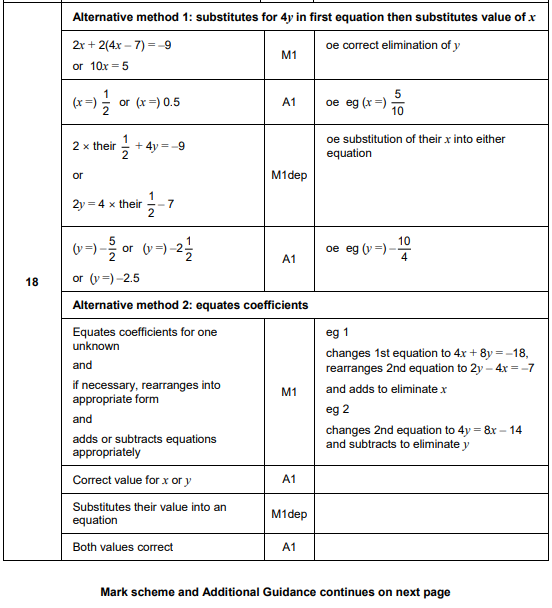 Alternative method 1: substitutes for 4y in first equation then substitutes value of x
2x + 2(4x – 7) = –9
or 10x = 5
M1
oe correct elimination of y
(x =) 1/2 or (x =) 0.5
A1
oe eg (x =) 5/10
2 × their 1/2 + 4y = –9
or
2y = 4 × their 1/2 – 7
M1dep
oe substitution of their x into either
equation
(y =) – 5/2 or (y =) –2 1/2
or (y =) –2.5
A1
oe eg (y =) – 10/4
18
Alternative method 2: equates coefficients
Equates coefficients for one
unknown
and
if necessary, rearranges into
appropriate form
and
adds or subtracts equations
appropriately
M1
eg 1
changes 1st equation to 4x + 8y = –18,
rearranges 2nd equation to 2y – 4x = –7
and adds to eliminate x
eg 2
changes 2nd equation to 4y = 8x – 14
and subtracts to eliminate y
Correct value for x or y
A1
Substitutes their value into an
equation
M1dep
Both values correct
A1
Mark scheme and Additional Guidance continues on next page